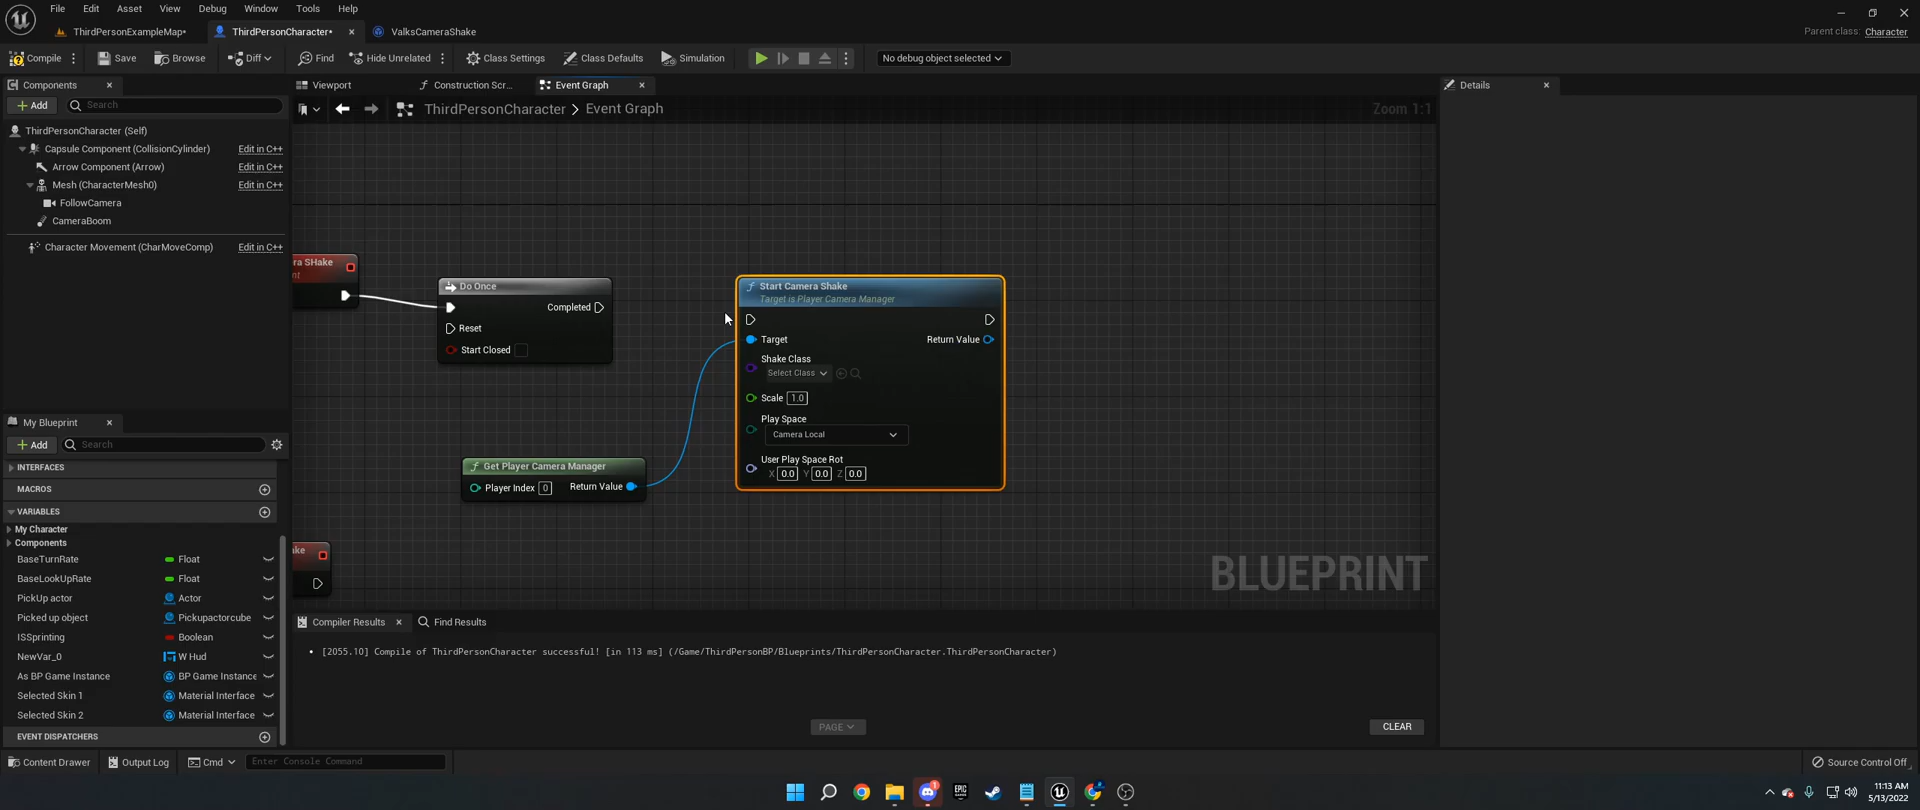 File Edit Asset View Debug Window Tools Help
ThirdPersonExampleMap* ThirdPersonCharacter* ValksCameraShake
Parent class: Character
Compile Save Browse Diff Find Hide Unrelated Class Settings Class Defaults Simulation No debug object selected
Components
Viewport Construction Scr... Event Graph
Details
Add Search
ThirdPersonCharacter > Event Graph
Zoom 1:1
ThirdPersonCharacter (Self)
Capsule Component (CollisionCylinder) Edit in C++
Arrow Component (Arrow) Edit in C++
Mesh (CharacterMesh0) Edit in C++
FollowCamera
CameraBoom
Character Movement (CharMoveComp) Edit in C++
ra SHake
nt
Do Once
Completed
Reset
Start Closed
Start Camera Shake
Target is Player Camera Manager
Target
Return Value
Shake Class
Select Class
Scale 1.0
Play Space
Camera Local
User Play Space Rot
X 0.0 Y 0.0 Z 0.0
Get Player Camera Manager
Player Index 0
Return Value
ke
BLUEPRINT
My Blueprint
Add Search
INTERFACES
MACROS
VARIABLES
My Character
Components
BaseTurnRate Float
BaseLookUpRate Float
PickUp actor Actor
Picked up object Pickupactorcube
ISSprinting Boolean
NewVar_0 W Hud
As BP Game Instance BP Game Instance
Selected Skin 1 Material Interface
Selected Skin 2 Material Interface
EVENT DISPATCHERS
Compiler Results Find Results
[2055.10] Compile of ThirdPersonCharacter successful! [in 113 ms] (/Game/ThirdPersonBP/Blueprints/ThirdPersonCharacter.ThirdPersonCharacter)
PAGE
CLEAR
Content Drawer Output Log Cmd Enter Console Command
Source Control Off
EPIC
GAMES
11:13 AM
5/13/2022